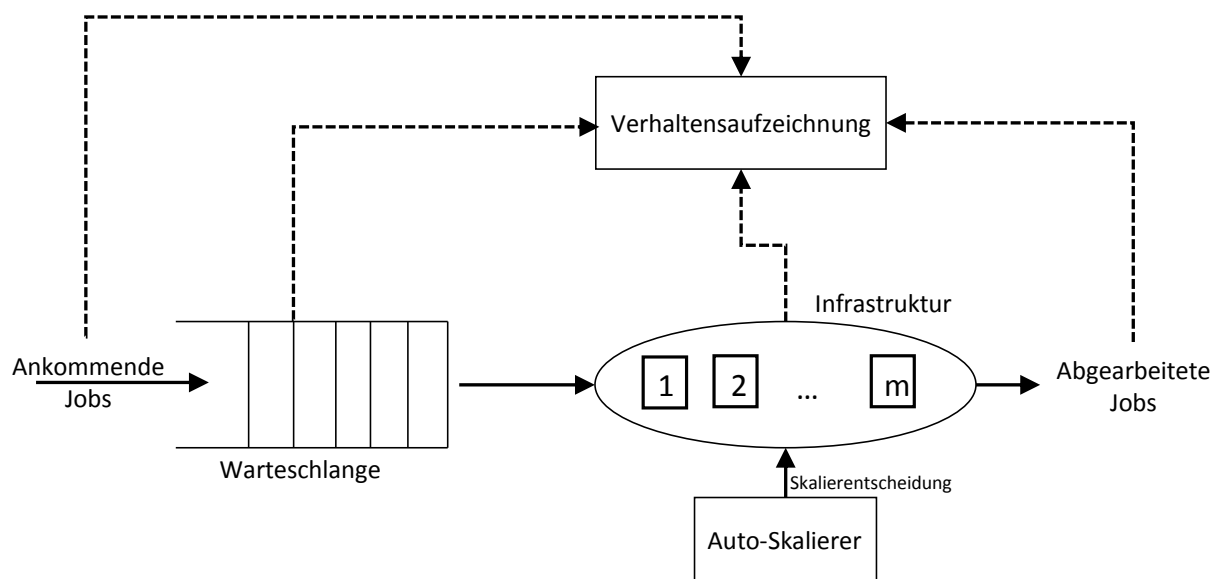 Verhaltensaufzeichnung
Infrastruktur
Ankommende
Jobs
1
2
...
m
Abgearbeitete
Jobs
Warteschlange
Skalierentscheidung
Auto-Skalierer